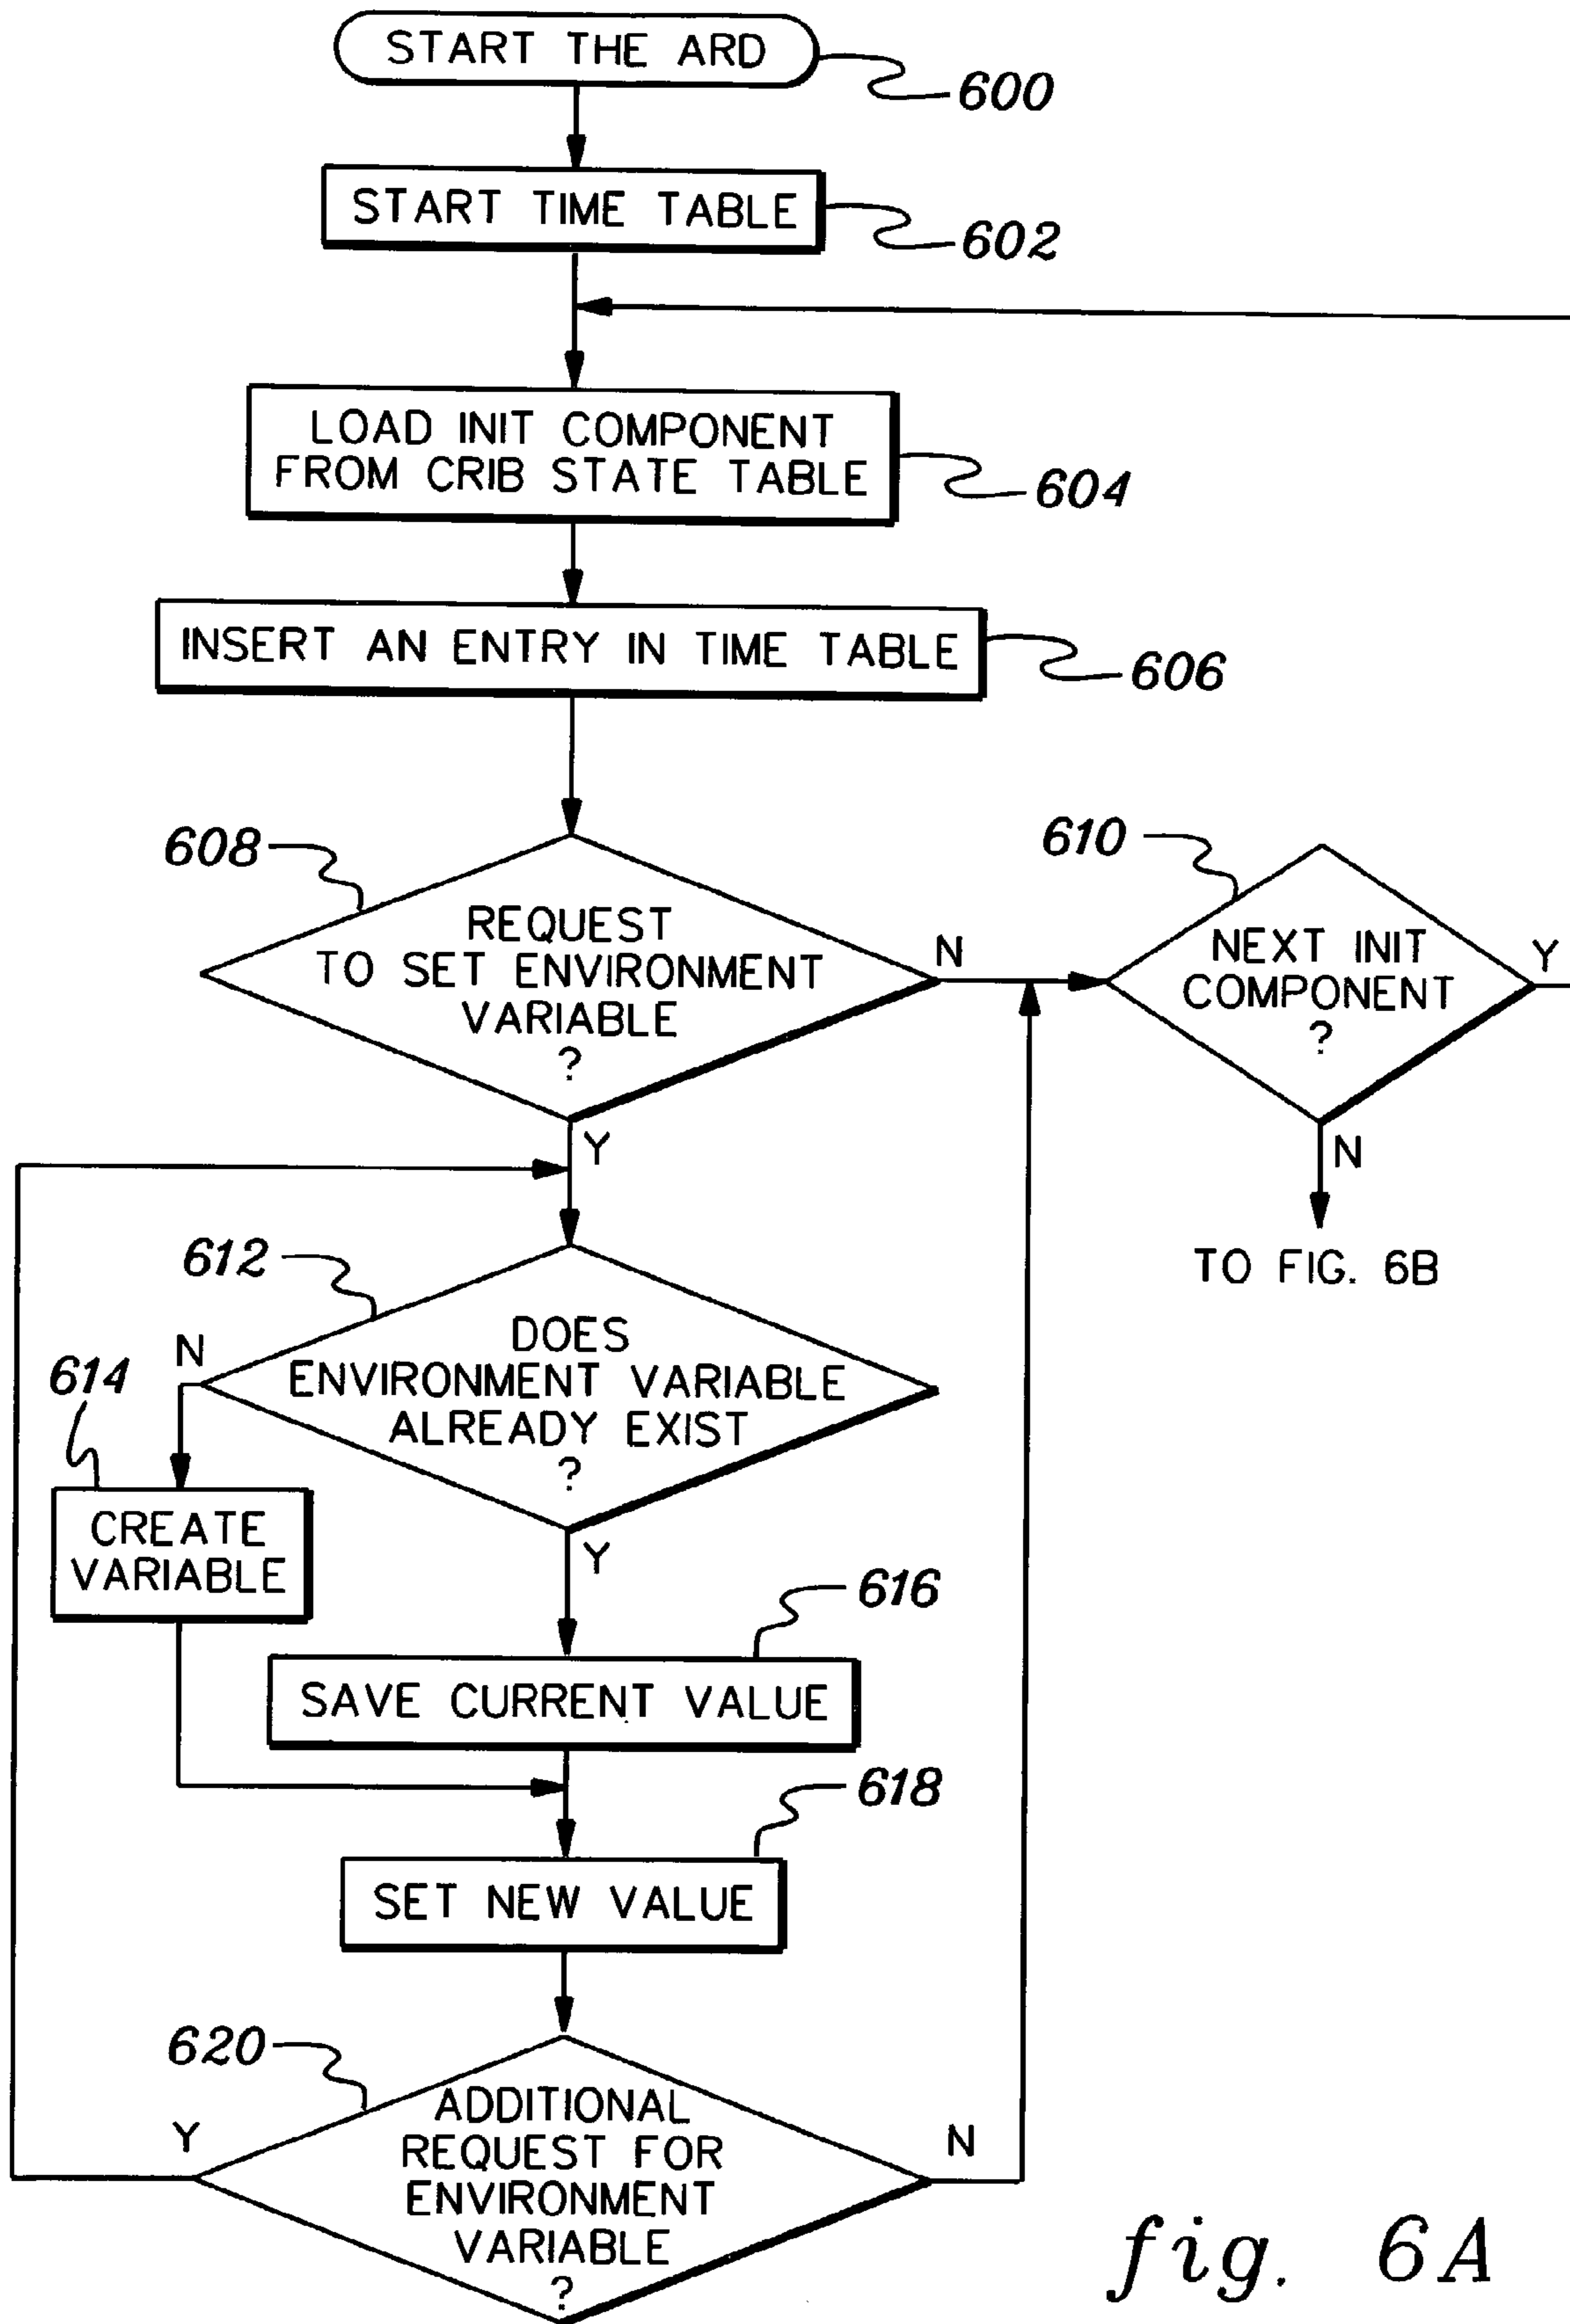 START THE ARD
600
START TIME TABLE
602
LOAD INIT COMPONENT
FROM CRIB STATE TABLE
604
INSERT AN ENTRY IN TIME TABLE
606
608
REQUEST
TO SET ENVIRONMENT
VARIABLE
?
N
Y
610
NEXT INIT
COMPONENT
?
Y
N
TO FIG. 6B
612
DOES
ENVIRONMENT VARIABLE
ALREADY EXIST
?
N
Y
614
CREATE
VARIABLE
616
SAVE CURRENT VALUE
618
SET NEW VALUE
620
ADDITIONAL
REQUEST FOR
ENVIRONMENT
VARIABLE
?
Y
N
fig. 6A